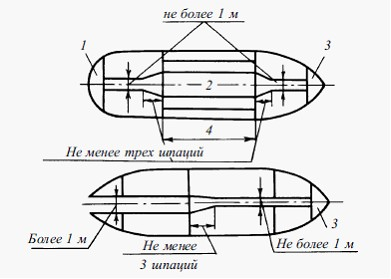 не более 1 м
1
3
2
4
Не менее трех шпаций
3
Более 1 м
Не менее
3 шпаций
Не более 1 м